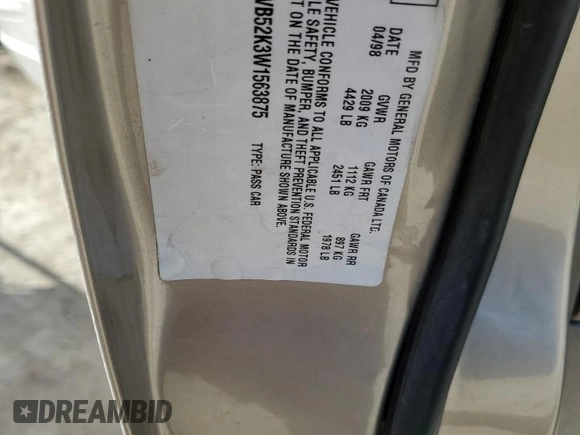 MFD BY GENERAL MOTORS OF CANADA LTD.
DATE GVWR GAWR FRT GAWR RR
04/98 2009 KG 1112 KG 897 KG
4429 LB 2451 LB 1978 LB
VEHICLE CONFORMS TO ALL APPLICABLE U.S. FEDERAL MOTOR
LE SAFETY, BUMPER, AND THEFT PREVENTION STANDARDS IN
T ON THE DATE OF MANUFACTURE SHOWN ABOVE.
VB52K3W1563875 TYPE: PASS CAR
DREAMBID